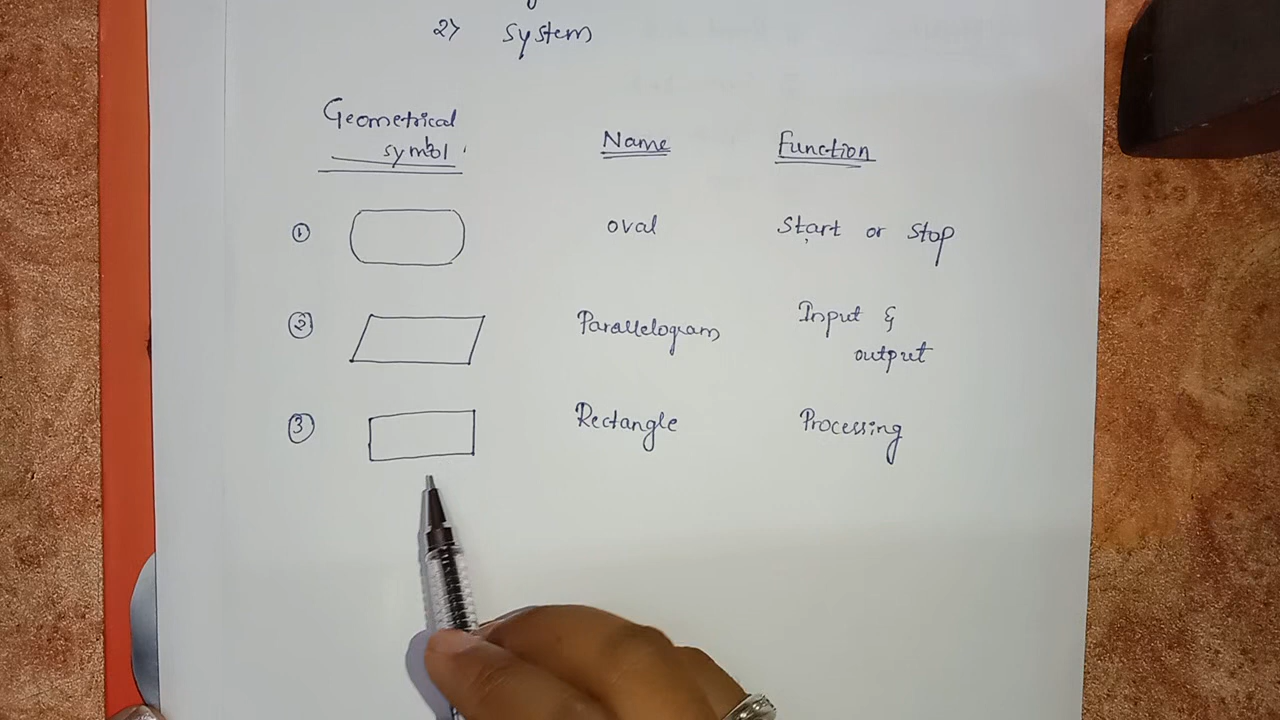 2) system
Geometrical Name Function
symbol
① oval Start or stop
② Parallelogram Input &
output
③ Rectangle Processing